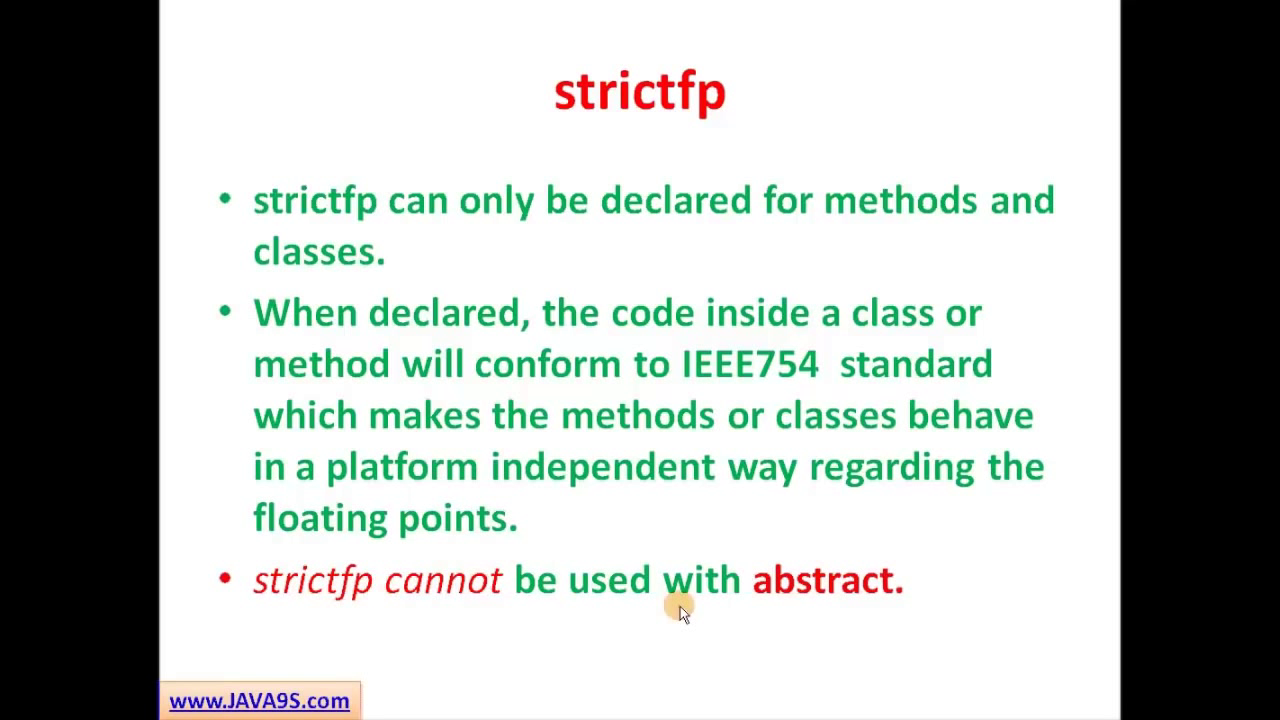 strictfp
• strictfp can only be declared for methods and
classes.
• When declared, the code inside a class or
method will conform to IEEE754  standard
which makes the methods or classes behave
in a platform independent way regarding the
floating points.
• strictfp cannot be used with abstract.
www.JAVA9S.com